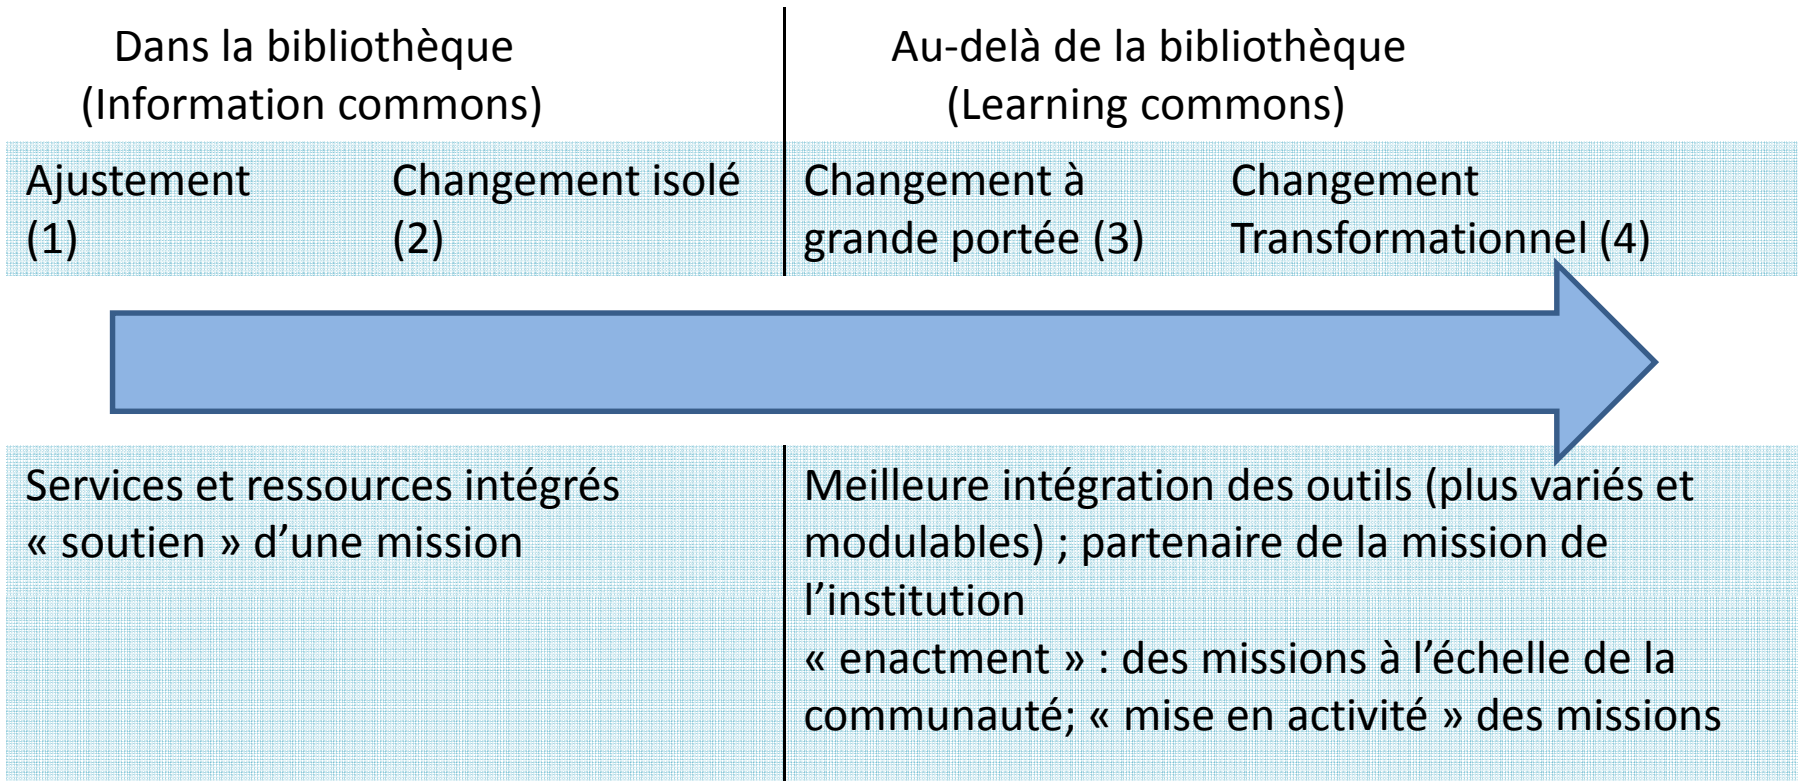 Dans la bibliothèque
(Information commons)
Au-delà de la bibliothèque
(Learning commons)
Ajustement
(1)
Changement isolé
(2)
Changement à
grande portée (3)
Changement
Transformationnel (4)
Services et ressources intégrés
« soutien » d’une mission
Meilleure intégration des outils (plus variés et
modulables) ; partenaire de la mission de
l’institution
« enactment » : des missions à l’échelle de la
communauté; « mise en activité » des missions